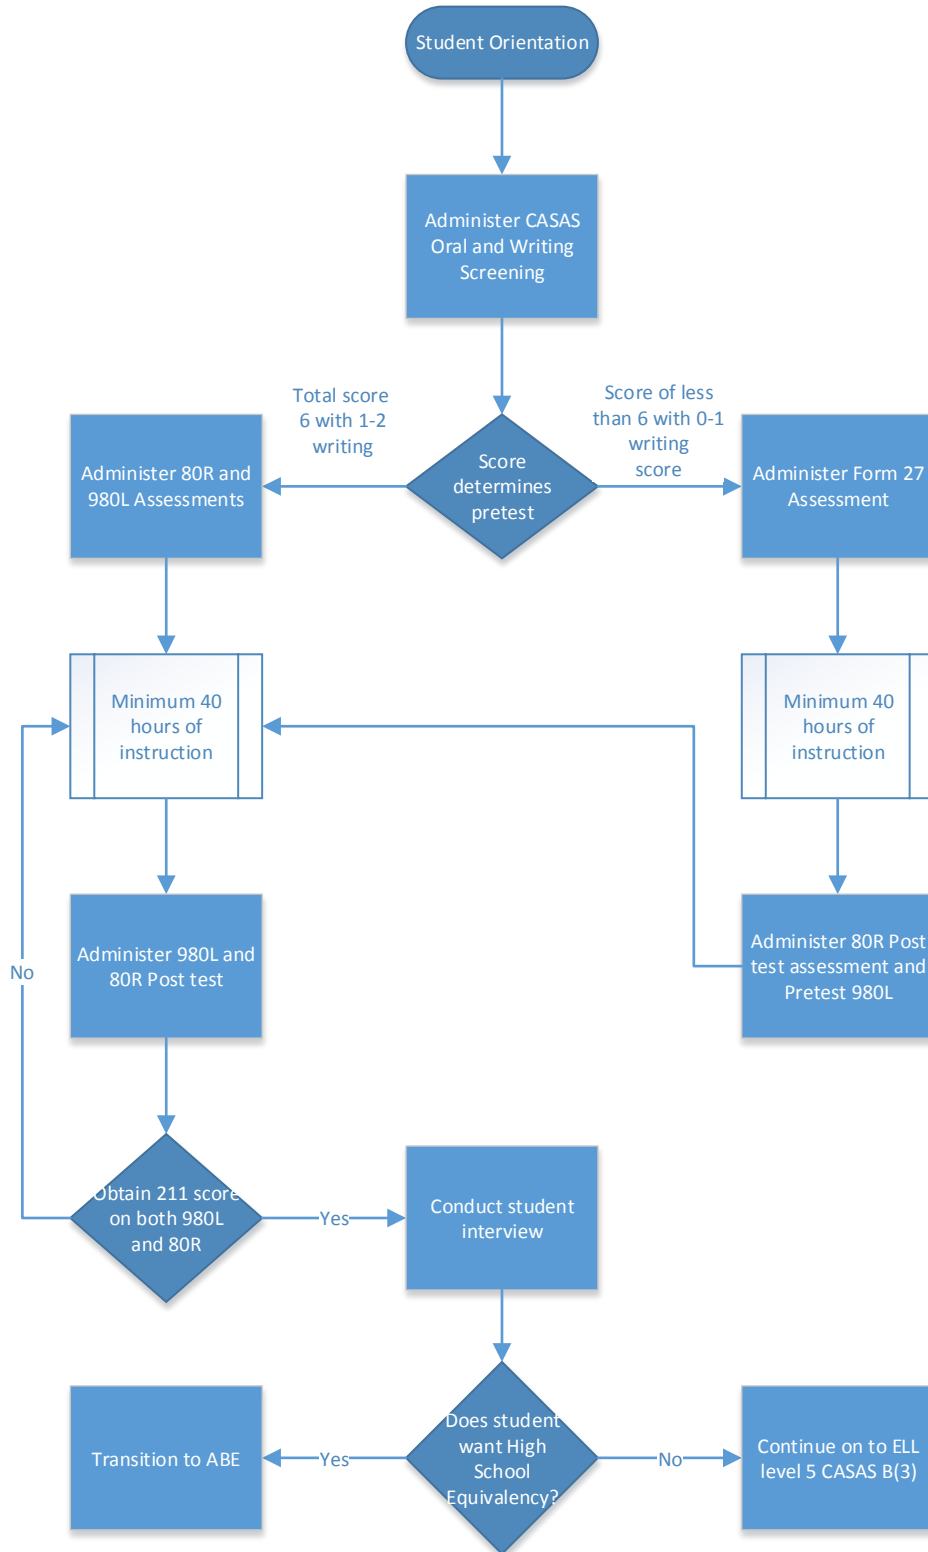 Student Orientation
Administer CASAS
Oral and Writing
Screening
Total score
6 with 1-2
writing
Score of less
than 6 with 0-1
writing
score
Administer 80R and
980L Assessments
Score
determines
pretest
Administer Form 27
Assessment
Minimum 40
hours of
instruction
Minimum 40
hours of
instruction
Administer 980L and
80R Post test
Administer 80R Post
test assessment and
Pretest 980L
No
Obtain 211 score
on both 980L
and 80R
Yes
Conduct student
interview
Transition to ABE
Yes
Does student
want High
School
Equivalency?
No
Continue on to ELL
level 5 CASAS B(3)